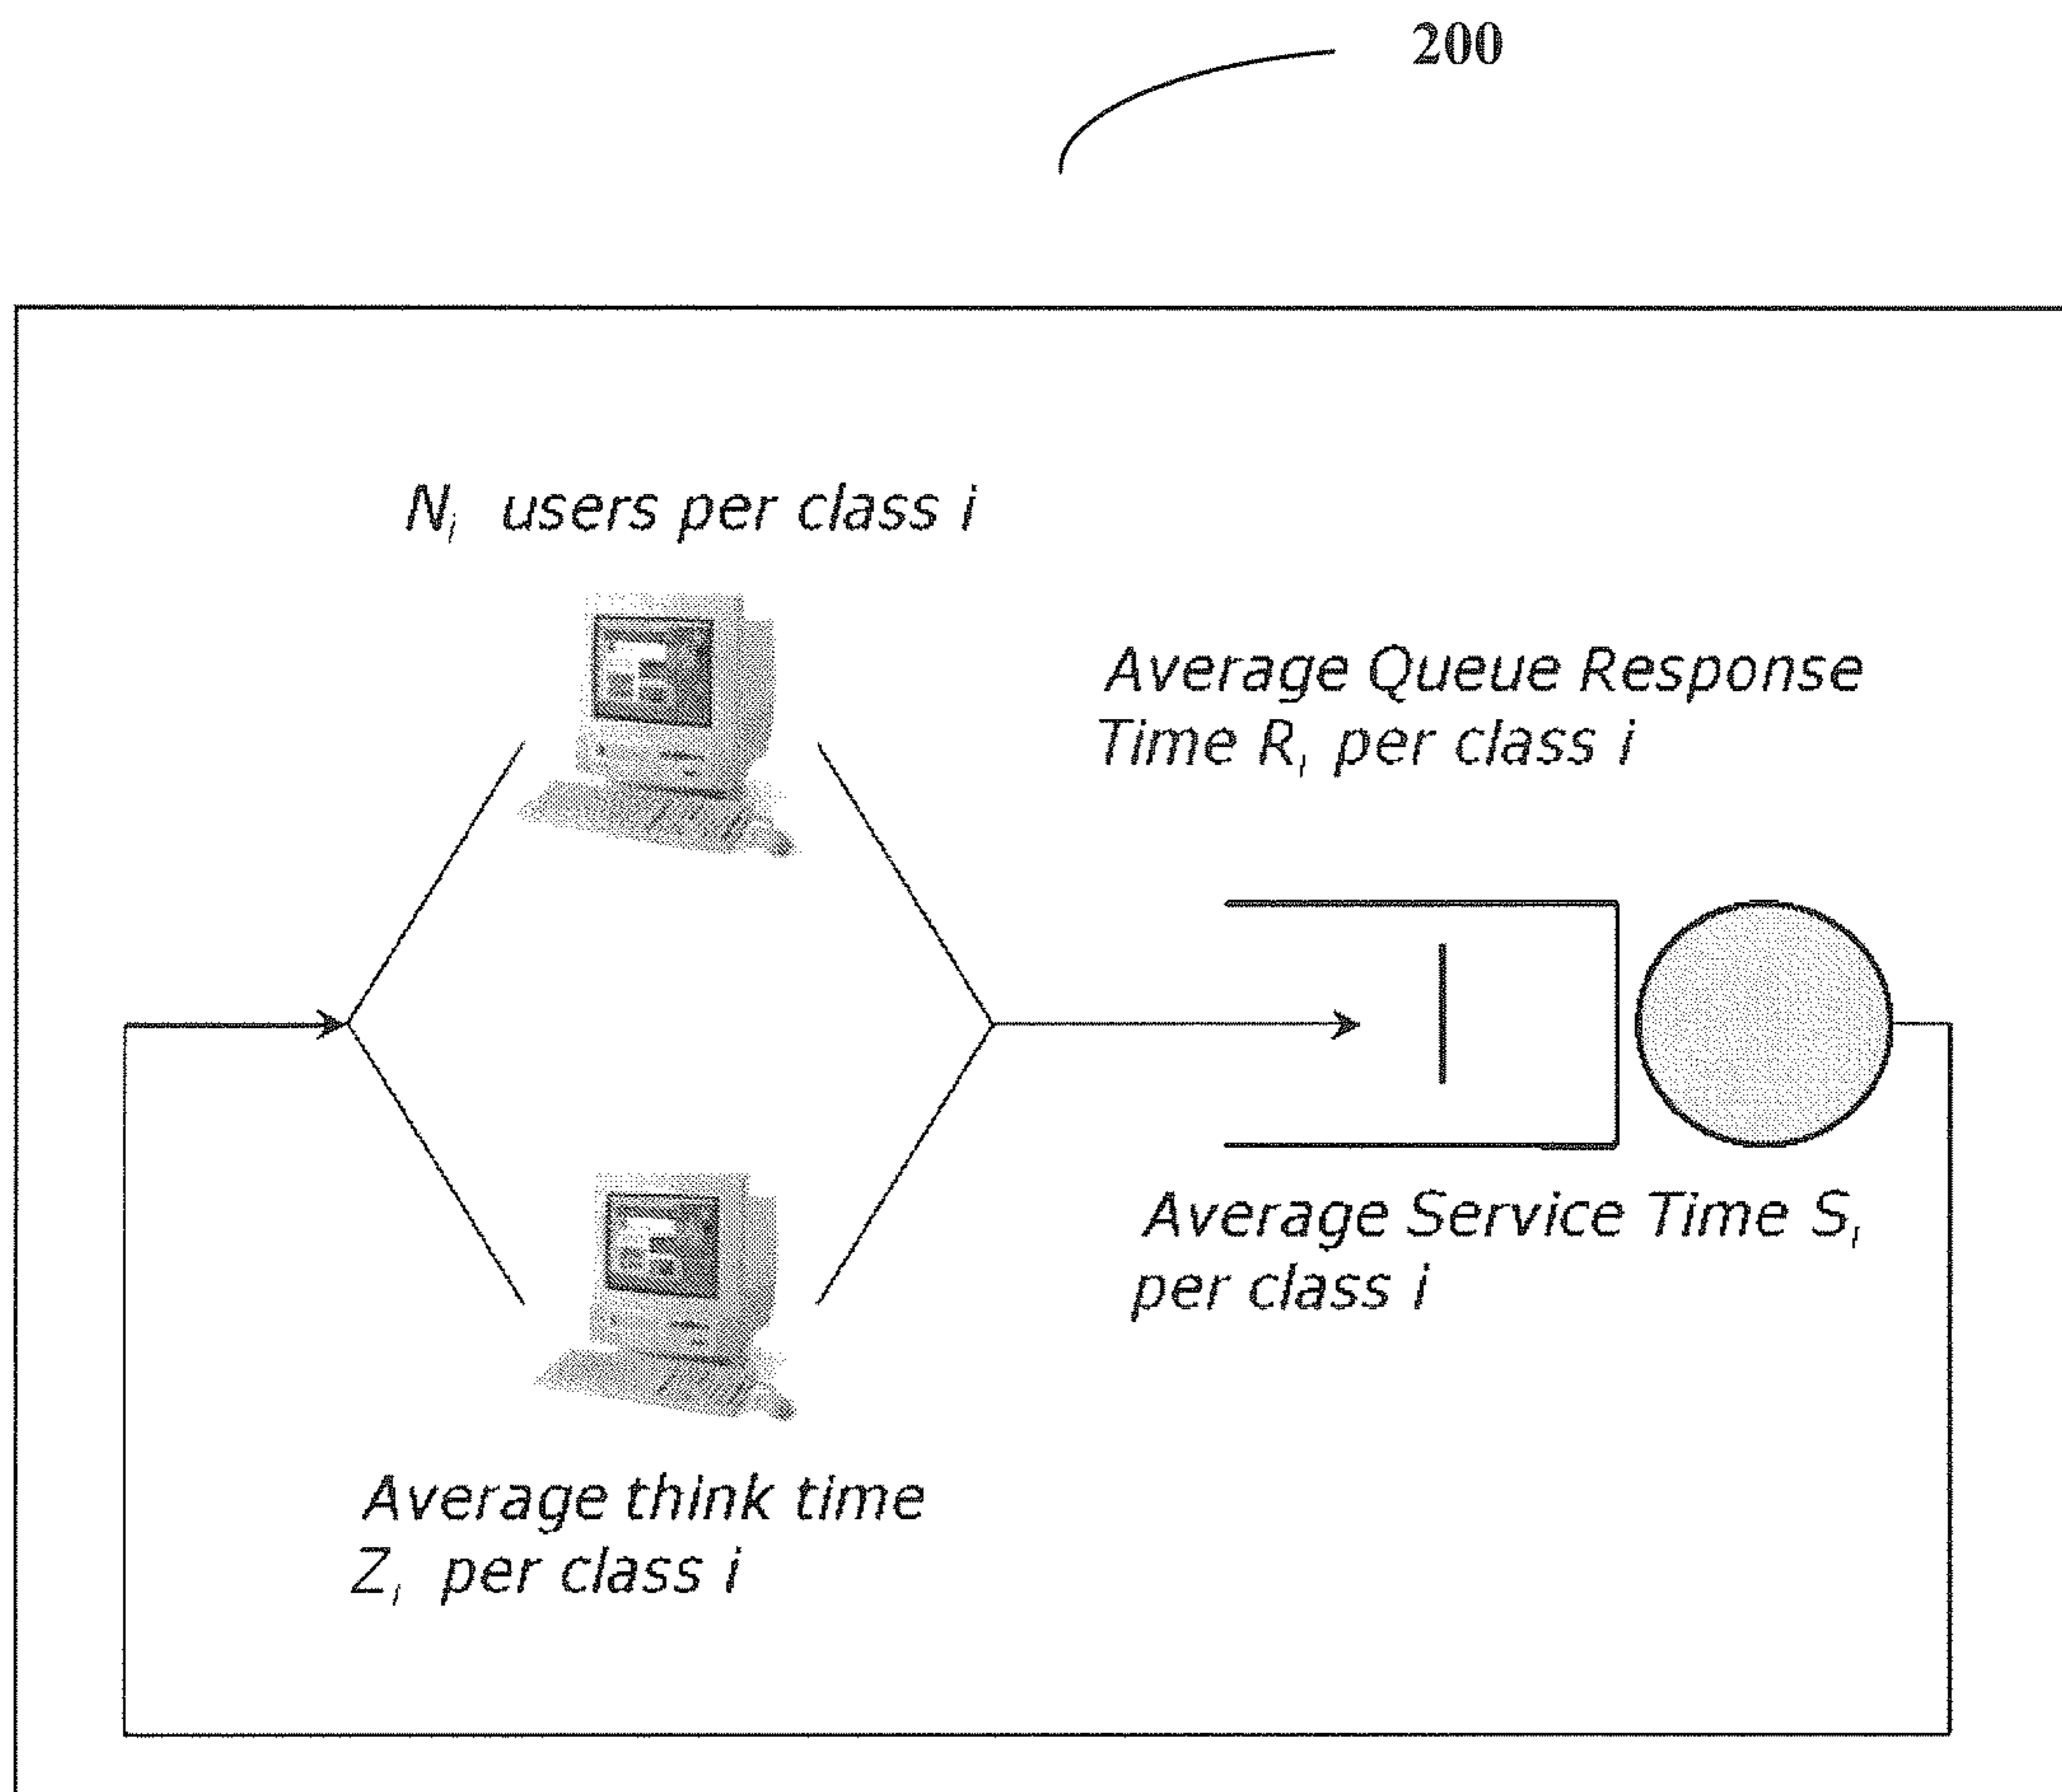 200
Nᵢ users per class i
Average Queue Response
Time Rᵢ per class i
Average Service Time Sᵢ
per class i
Average think time
Zᵢ per class i